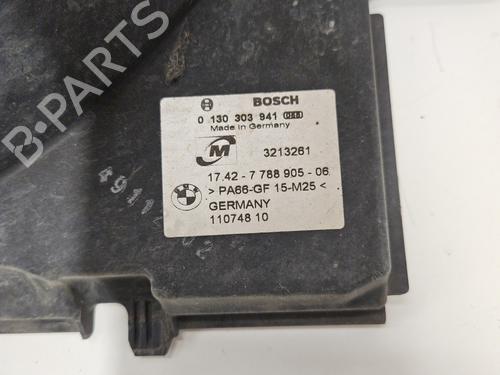 B-PARTS
BOSCH
0 130 303 941
Made in Germany
3213261
17.42 - 7 788 905 - 06
BMW
> PA66-GF 15-M25 <
GERMANY
110748 10